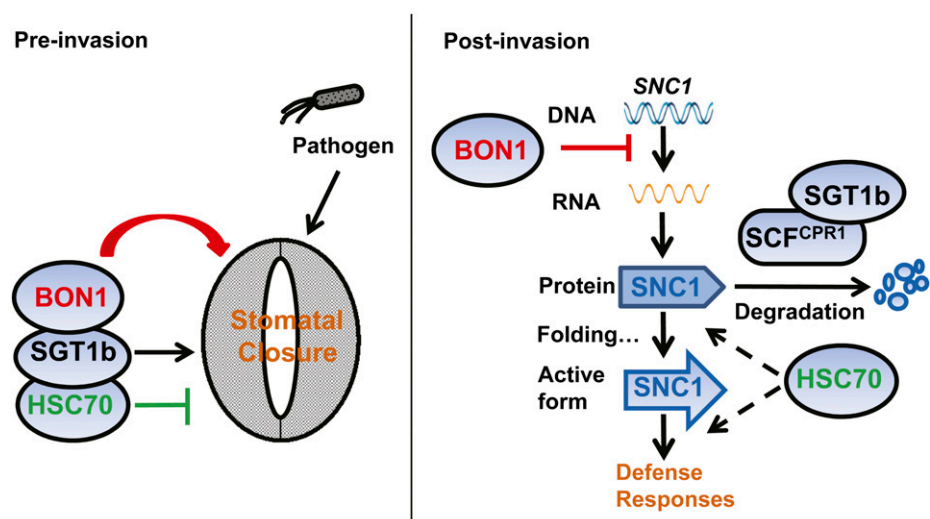 Pre-invasion
Pathogen
BON1
SGT1b
HSC70
Stomatal
Closure
Post-invasion
SNC1
DNA
BON1
RNA
SGT1b
SCFCPR1
Protein
SNC1
Degradation
Folding...
Active
form
SNC1
HSC70
Defense
Responses